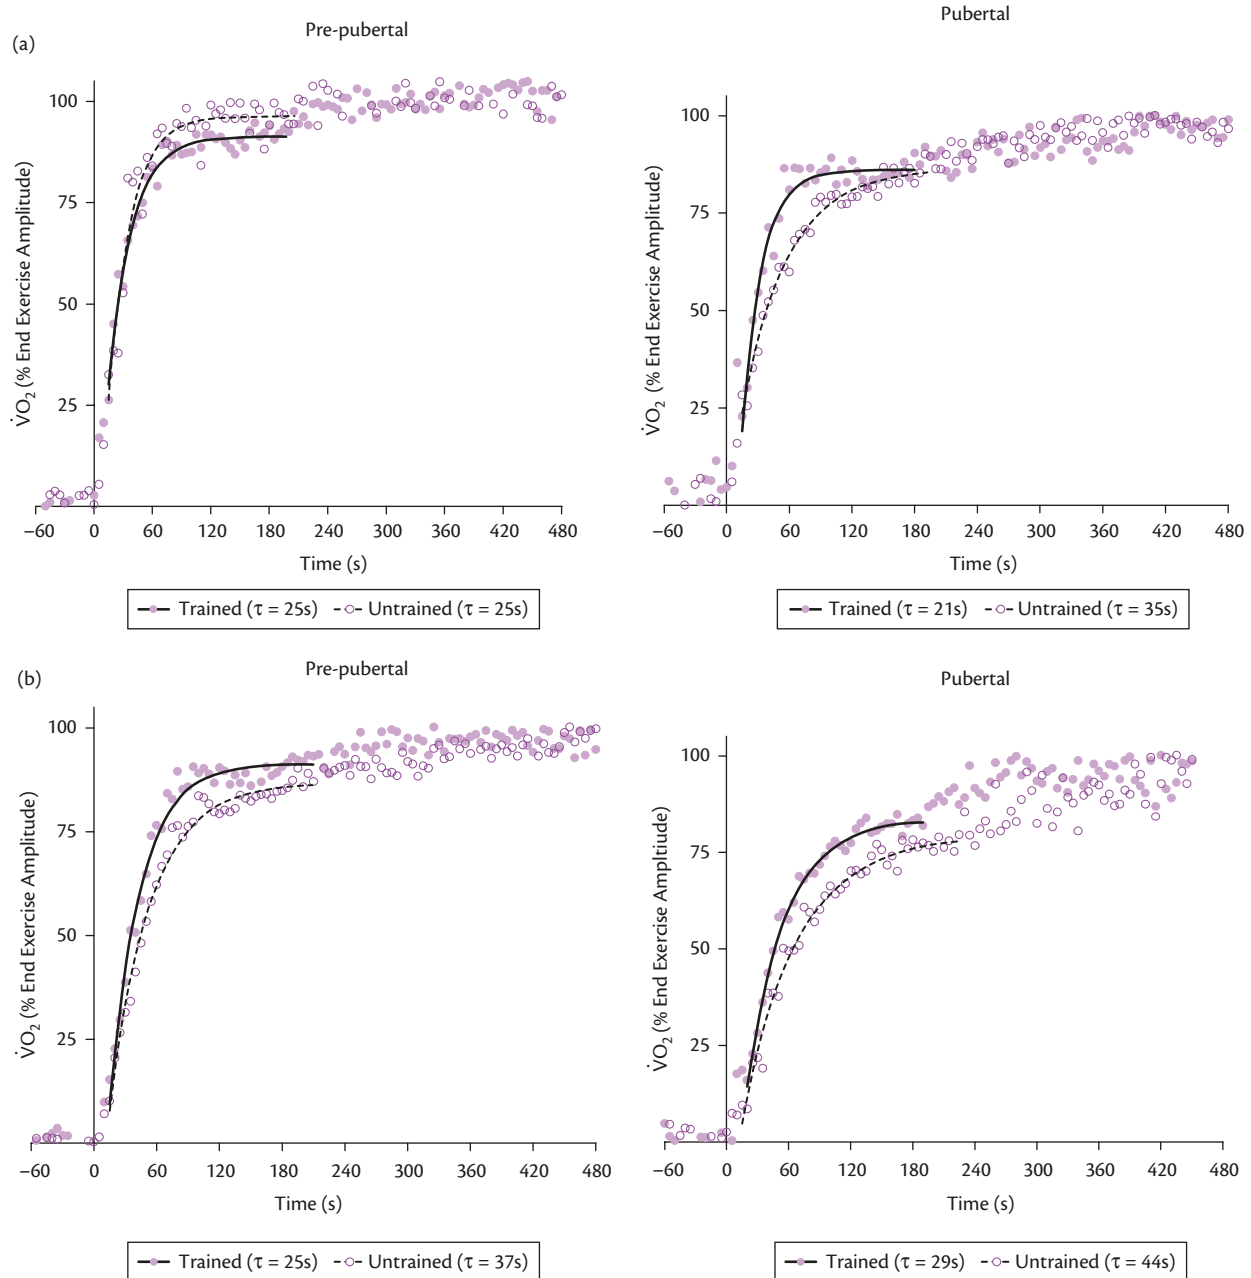 (a)
Pre-pubertal
V̇O₂ (% End Exercise Amplitude)
100
75
50
25
−60 0 60 120 180 240 300 360 420 480
Time (s)
Trained (τ = 25s) Untrained (τ = 25s)
Pubertal
V̇O₂ (% End Exercise Amplitude)
100
75
50
25
−60 0 60 120 180 240 300 360 420 480
Time (s)
Trained (τ = 21s) Untrained (τ = 35s)
(b)
Pre-pubertal
V̇O₂ (% End Exercise Amplitude)
100
75
50
25
−60 0 60 120 180 240 300 360 420 480
Time (s)
Trained (τ = 25s) Untrained (τ = 37s)
Pubertal
V̇O₂ (% End Exercise Ampltiude)
100
75
50
25
−60 0 60 120 180 240 300 360 420 480
Time (s)
Trained (τ = 29s) Untrained (τ = 44s)